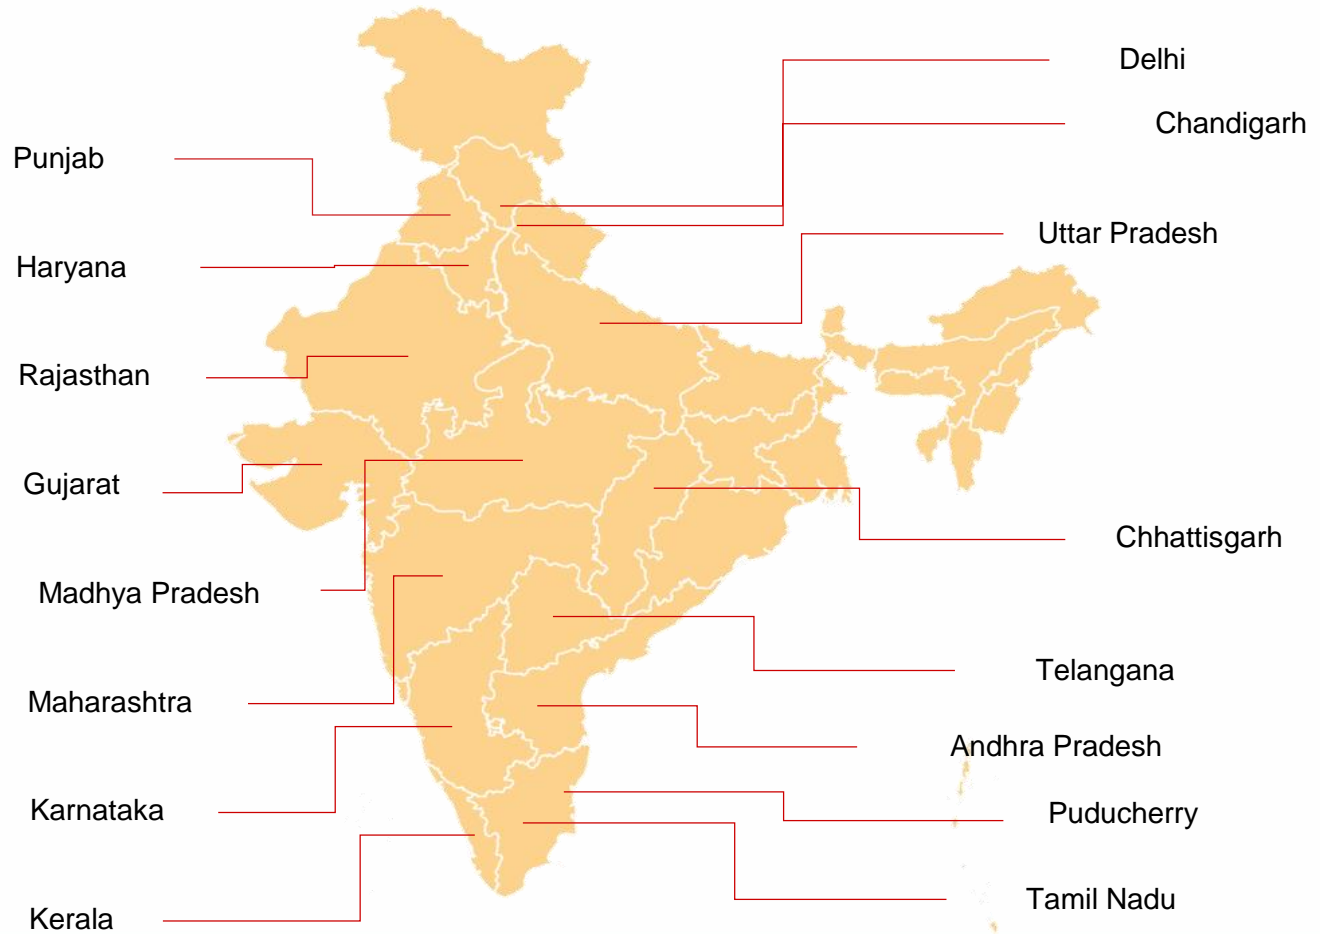 Delhi
Chandigarh
Punjab
Uttar Pradesh
Haryana
Rajasthan
Gujarat
Chhattisgarh
Madhya Pradesh
Telangana
Maharashtra
Andhra Pradesh
Karnataka
Puducherry
Tamil Nadu
Kerala